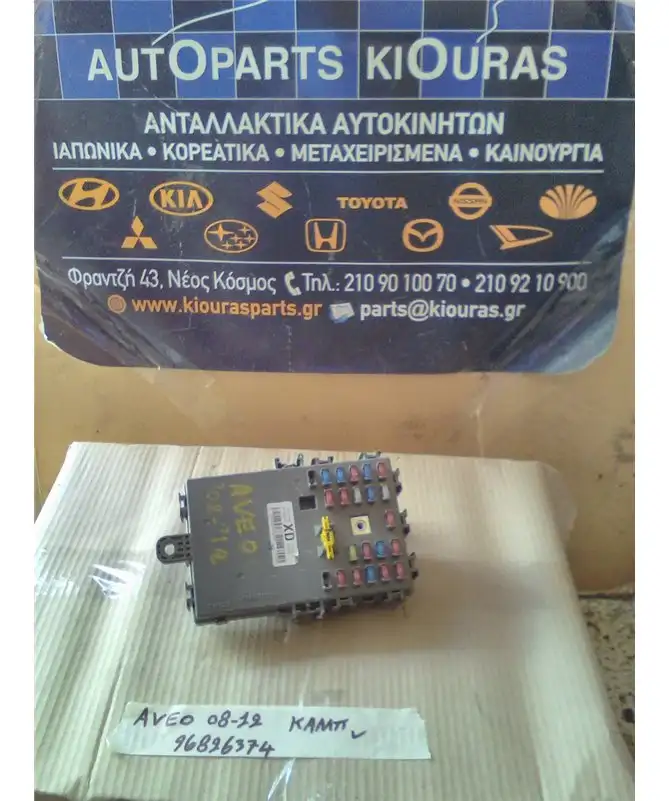 AUTOPARTS KIOURAS
ΑΝΤΑΛΛΑΚΤΙΚΑ ΑΥΤΟΚΙΝΗΤΩΝ
ΙΑΠΩΝΙΚΑ • ΚΟΡΕΑΤΙΚΑ • ΜΕΤΑΧΕΙΡΙΣΜΕΝΑ • ΚΑΙΝΟΥΡΓΙΑ
KIA TOYOTA NISSAN
Φραντζή 43, Νέος Κόσμος Τηλ.: 210 90 100 70 • 210 92 10 900
www.kiourasparts.gr parts@kiouras.gr
AVEO
XD
AVEO 08-12 ΚΑΜΠ
96826374